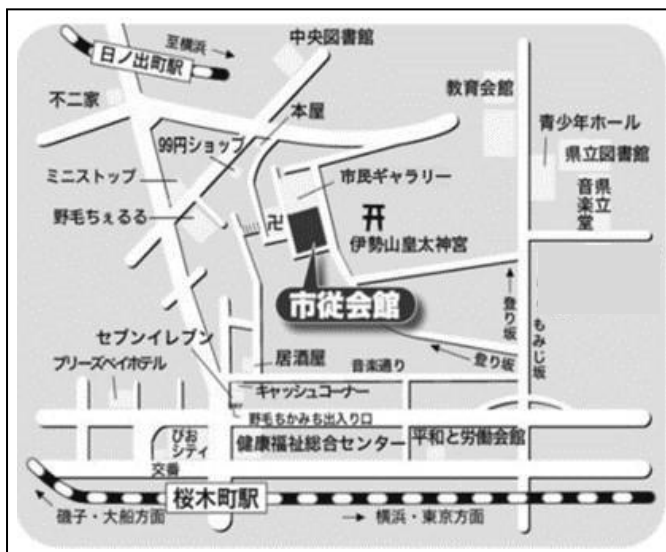 中央図書館
至横浜
日ノ出町駅
不二家
本屋
99円ショップ
教育会館
青少年ホール
県立図書館
県立音楽堂
ミニストップ
市民ギャラリー
野毛ちぇるる
卍
伊勢山皇大神宮
市従会館
登り坂
もみじ坂
登り坂
セブンイレブン
ブリーズベイホテル
居酒屋
音楽通り
キャッシュコーナー
野毛ちかみち出入り口
ぴおシティ
健康福祉総合センター
平和と労働会館
交番
桜木町駅
磯子・大船方面
横浜・東京方面